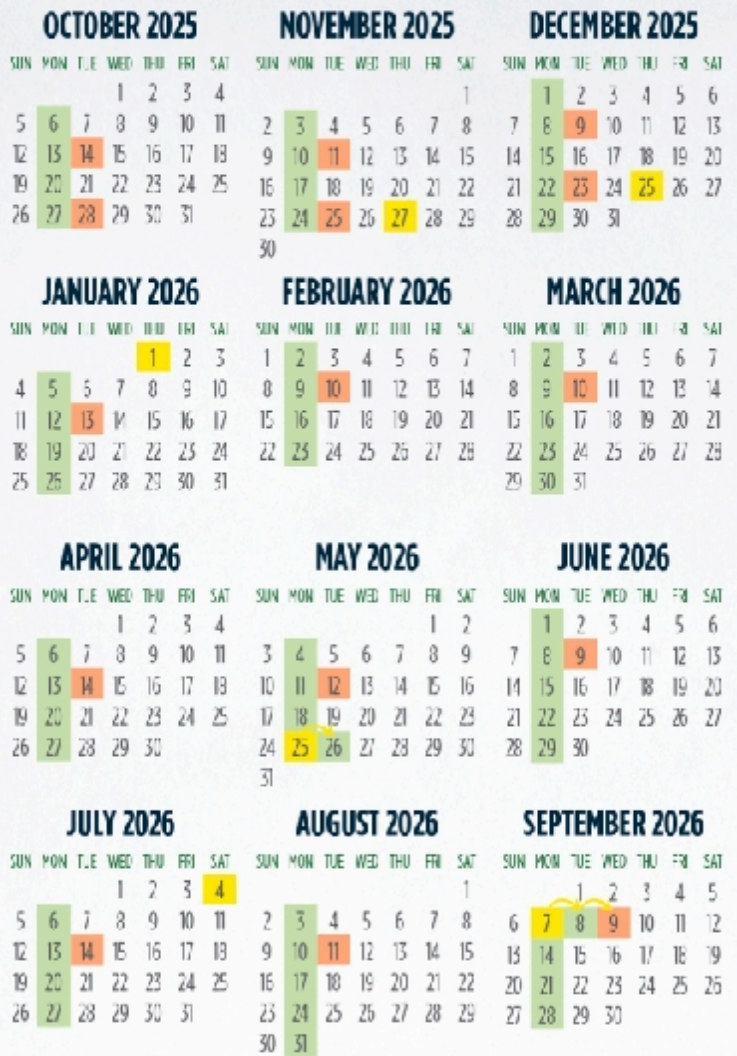 OCTOBER 2025
SUN MON TUE WED THU FRI SAT
1 2 3 4
5 6 7 8 9 10 11
12 13 14 15 16 17 18
19 20 21 22 23 24 25
26 27 28 29 30 31
NOVEMBER 2025
SUN MON TUE WED THU FRI SAT
1
2 3 4 5 6 7 8
9 10 11 12 13 14 15
16 17 18 19 20 21 22
23 24 25 26 27 28 29
30
DECEMBER 2025
SUN MON TUE WED THU FRI SAT
1 2 3 4 5 6
7 8 9 10 11 12 13
14 15 16 17 18 19 20
21 22 23 24 25 26 27
28 29 30 31
JANUARY 2026
SUN MON TUE WED THU FRI SAT
1 2 3
4 5 6 7 8 9 10
11 12 13 14 15 16 17
18 19 20 21 22 23 24
25 26 27 28 29 30 31
FEBRUARY 2026
SUN MON TUE WED THU FRI SAT
1 2 3 4 5 6 7
8 9 10 11 12 13 14
15 16 17 18 19 20 21
22 23 24 25 26 27 28
MARCH 2026
SUN MON TUE WED THU FRI SAT
1 2 3 4 5 6 7
8 9 10 11 12 13 14
15 16 17 18 19 20 21
22 23 24 25 26 27 28
29 30 31
APRIL 2026
SUN MON TUE WED THU FRI SAT
1 2 3 4
5 6 7 8 9 10 11
12 13 14 15 16 17 18
19 20 21 22 23 24 25
26 27 28 29 30
MAY 2026
SUN MON TUE WED THU FRI SAT
1 2
3 4 5 6 7 8 9
10 11 12 13 14 15 16
17 18 19 20 21 22 23
24 25 26 27 28 29 30
31
JUNE 2026
SUN MON TUE WED THU FRI SAT
1 2 3 4 5 6
7 8 9 10 11 12 13
14 15 16 17 18 19 20
21 22 23 24 25 26 27
28 29 30
JULY 2026
SUN MON TUE WED THU FRI SAT
1 2 3 4
5 6 7 8 9 10 11
12 13 14 15 16 17 18
19 20 21 22 23 24 25
26 27 28 29 30 31
AUGUST 2026
SUN MON TUE WED THU FRI SAT
1
2 3 4 5 6 7 8
9 10 11 12 13 14 15
16 17 18 19 20 21 22
23 24 25 26 27 28 29
30 31
SEPTEMBER 2026
SUN MON TUE WED THU FRI SAT
1 2 3 4 5
6 7 8 9 10 11 12
13 14 15 16 17 18 19
20 21 22 23 24 25 26
27 28 29 30